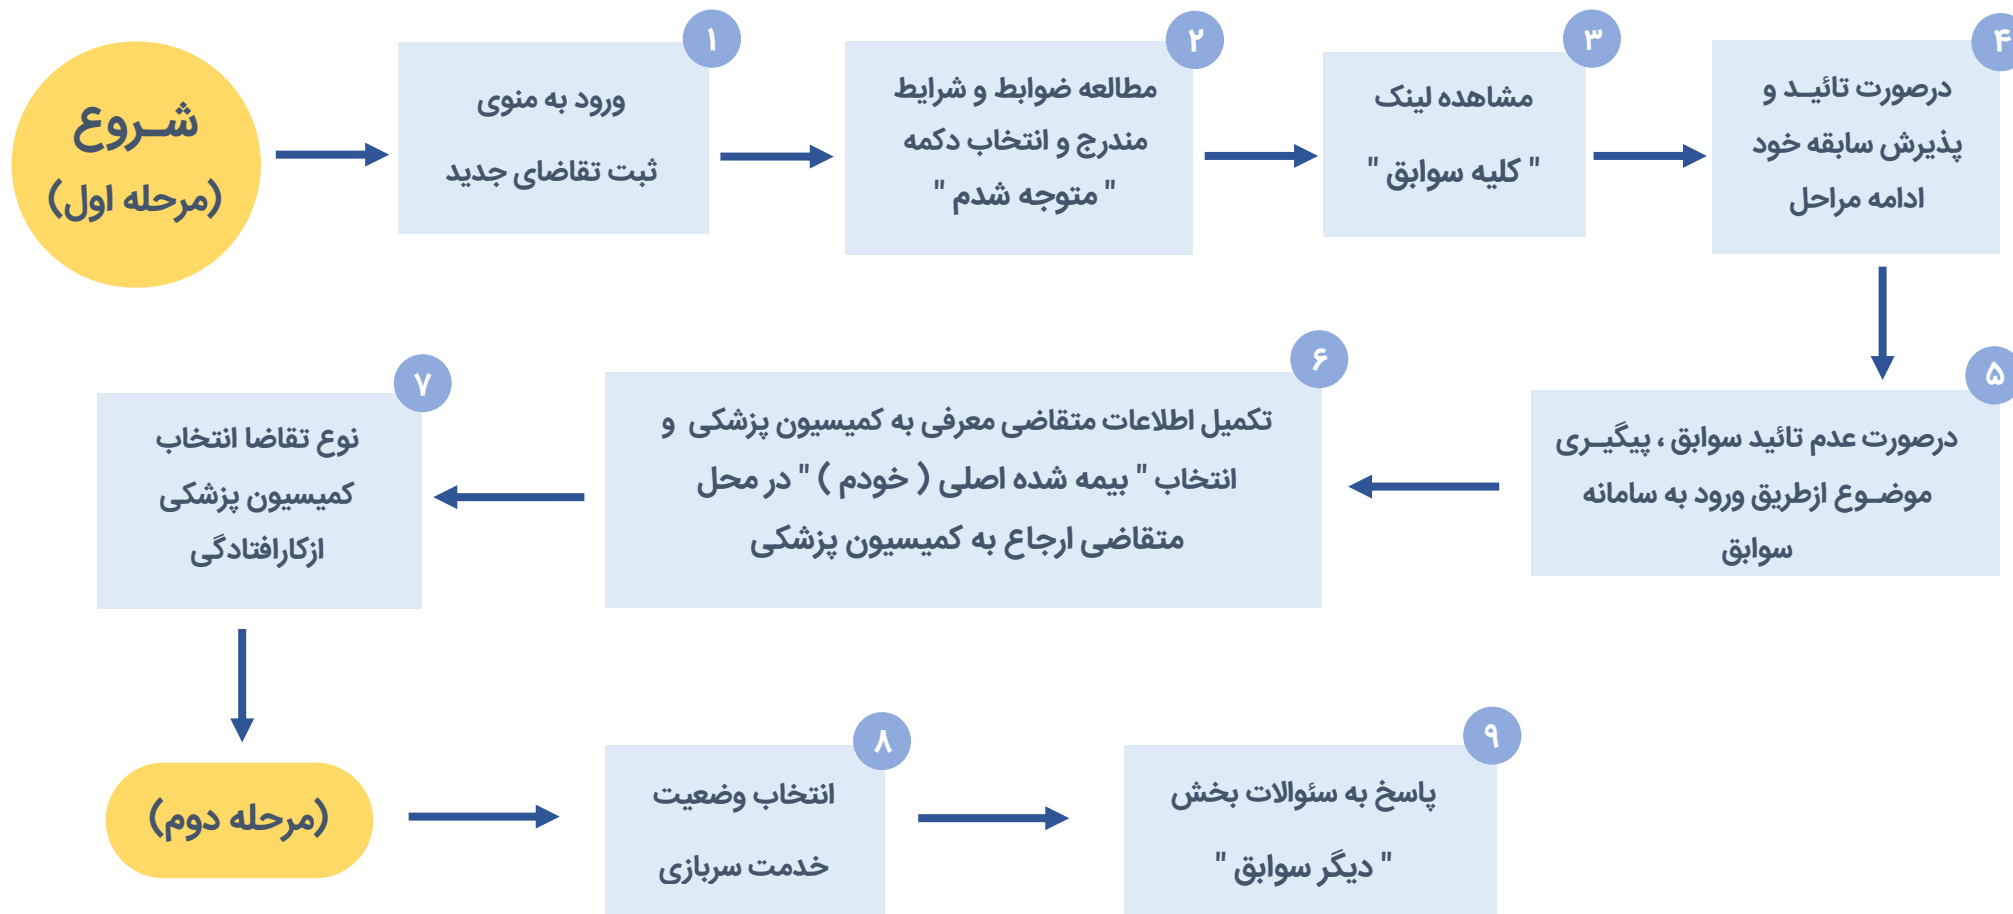 شـروع
(مرحله اول)
۱
ورود به منوی
ثبت تقاضای جدید
۲
مطالعه ضوابط و شرایط
مندرج و انتخاب دکمه
" متوجه شدم "
۳
مشاهده لینک
" کلیه سوابق "
۴
درصورت تائیـد و
پذیرش سابقه خود
ادامه مراحل
۵
درصورت عدم تائید سوابق ، پیگیـری
موضـوع ازطریق ورود به سامانه
سوابق
۶
تکمیل اطلاعات متقاضی معرفی به کمیسیون پزشکی و
انتخاب " بیمه شده اصلی ( خودم ) " در محل
متقاضی ارجاع به کمیسیون پزشکی
۷
نوع تقاضا انتخاب
کمیسیون پزشکی
ازکارافتادگی
(مرحله دوم)
۸
انتخاب وضعیت
خدمت سربازی
۹
پاسخ به سئوالات بخش
" دیگر سوابق "